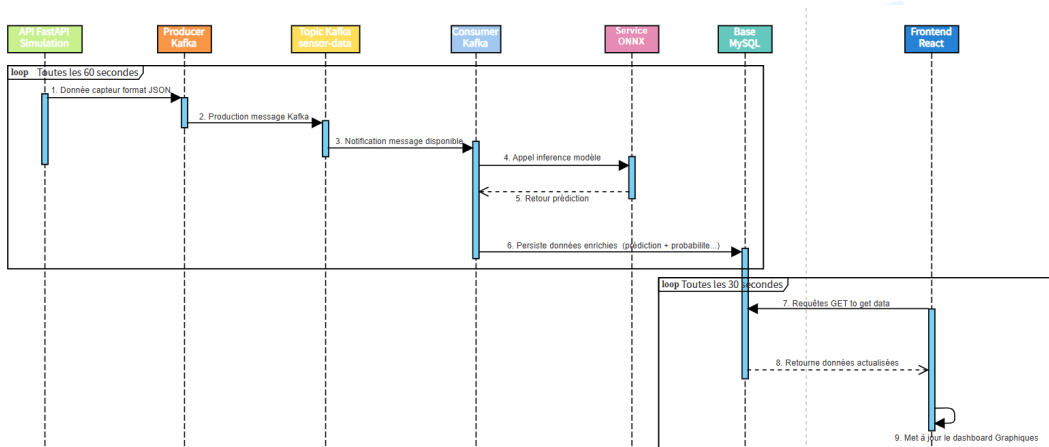 API FastAPI
Simulation
Producer
Kafka
Topic Kafka
sensor-data
Consumer
Kafka
Service
ONNX
Base
MySQL
Frontend
React
loop Toutes les 60 secondes
1. Donnée capteur format JSON
2. Production message Kafka
3. Notification message disponible
4. Appel inference modèle
5. Retour prédiction
6. Persiste données enrichies (prédiction + probabilite...)
loop Toutes les 30 secondes
7. Requêtes GET to get data
8. Retourne données actualisées
9. Met à jour le dashboard Graphiques